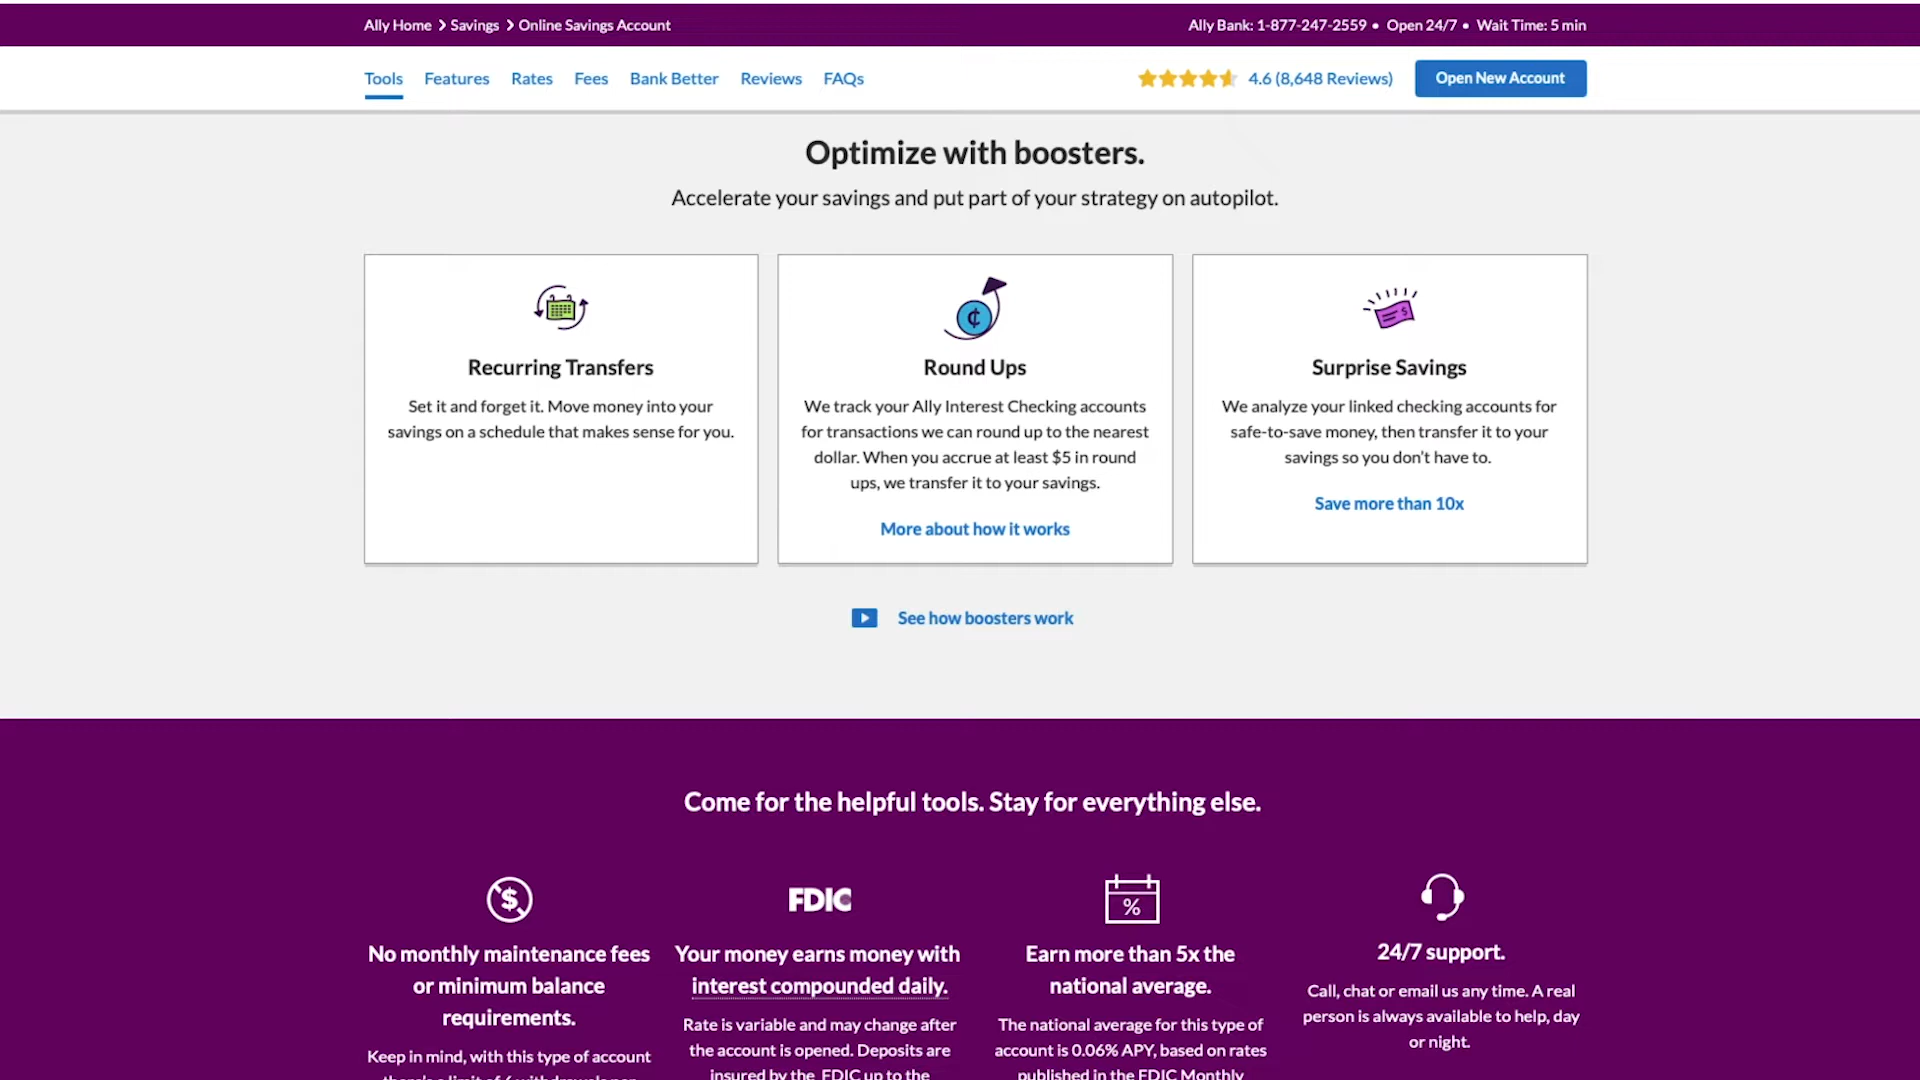 Ally Home > Savings > Online Savings Account
Ally Bank: 1-877-247-2559 • Open 24/7 • Wait Time: 5 min
Tools Features Rates Fees Bank Better Reviews FAQs
4.6 (8,648 Reviews)
Open New Account
Optimize with boosters.
Accelerate your savings and put part of your strategy on autopilot.
Recurring Transfers
Set it and forget it. Move money into your
savings on a schedule that makes sense for you.
Round Ups
We track your Ally Interest Checking accounts
for transactions we can round up to the nearest
dollar. When you accrue at least $5 in round
ups, we transfer it to your savings.
More about how it works
Surprise Savings
We analyze your linked checking accounts for
safe-to-save money, then transfer it to your
savings so you don't have to.
Save more than 10x
See how boosters work
Come for the helpful tools. Stay for everything else.
No monthly maintenance fees
or minimum balance
requirements.
Keep in mind, with this type of account
FDIC
Your money earns money with
interest compounded daily.
Rate is variable and may change after
the account is opened. Deposits are
insured by the FDIC up to the
%
Earn more than 5x the
national average.
The national average for this type of
account is 0.06% APY, based on rates
published in the FDIC Monthly
24/7 support.
Call, chat or email us any time. A real
person is always available to help, day
or night.